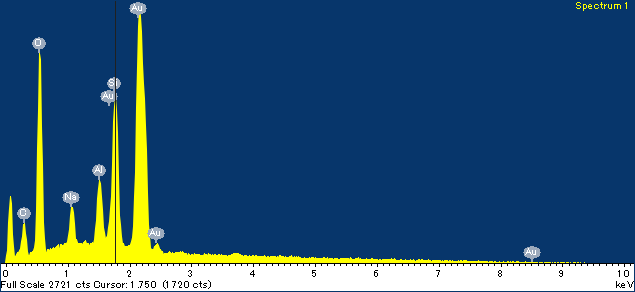 Spectrum 1
Au
O
Si
Au
Al
Na
C
Au
Au
0 1 2 3 4 5 6 7 8 9 10
Full Scale 2721 cts Cursor: 1.750 (1720 cts) keV